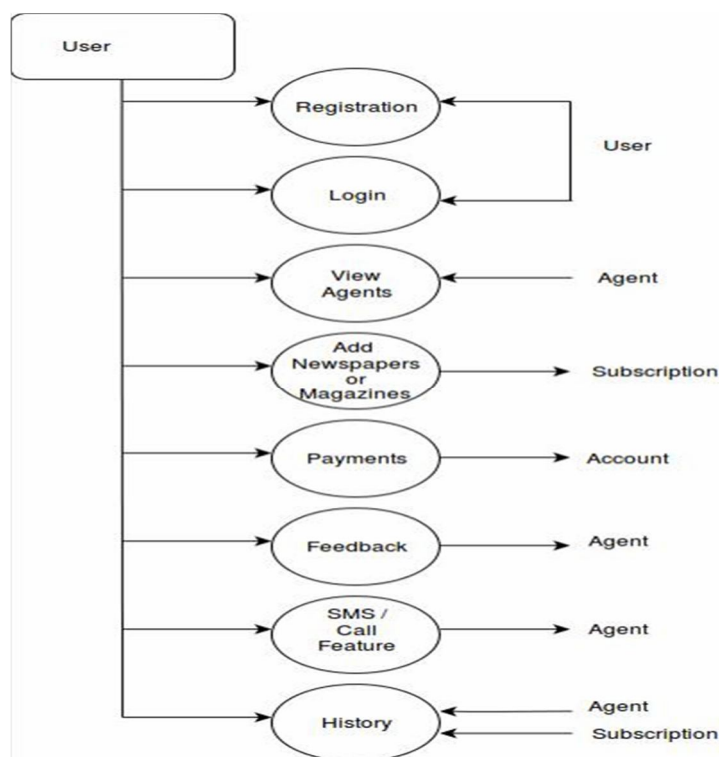 User
Registration
User
Login
View
Agents
Agent
Add
Newspapers
or
Magazines
Subscription
Payments
Account
Feedback
Agent
SMS /
Call
Feature
Agent
History
Agent
Subscription